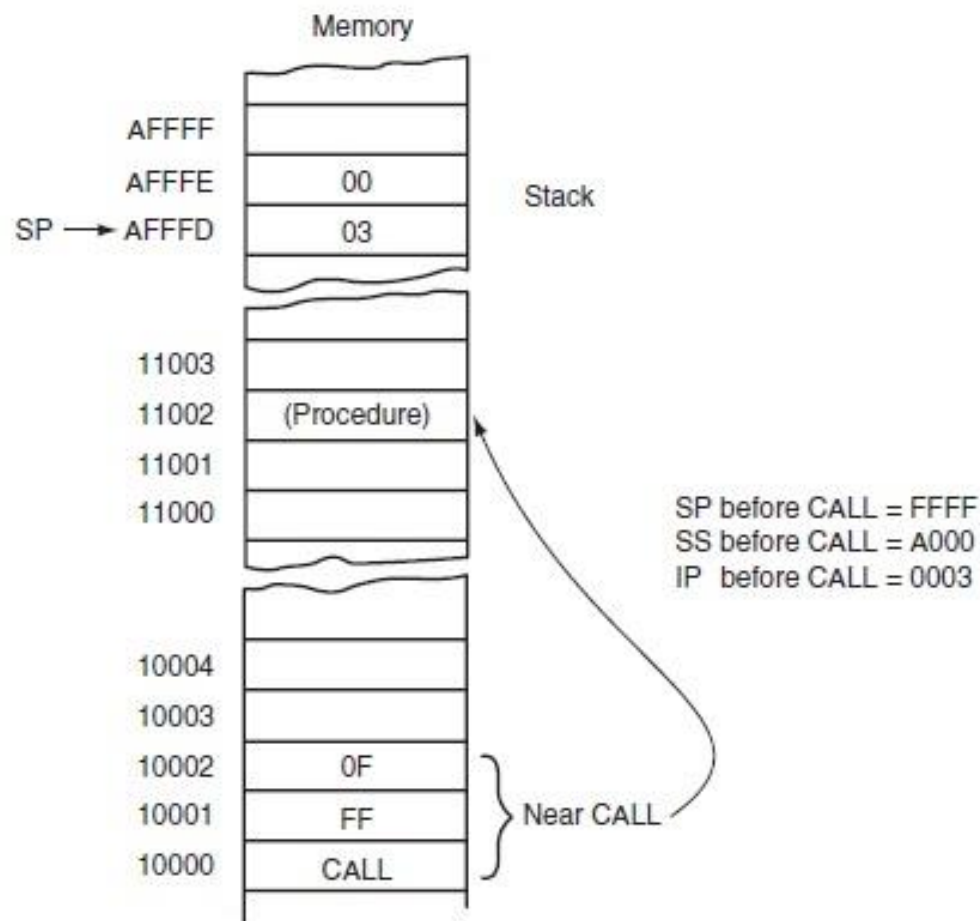 Memory
AFFFF
AFFFE 00
SP AFFFD 03
Stack
11003
11002 (Procedure)
11001
11000
SP before CALL = FFFF
SS before CALL = A000
IP before CALL = 0003
10004
10003
10002 0F
10001 FF
10000 CALL
Near CALL